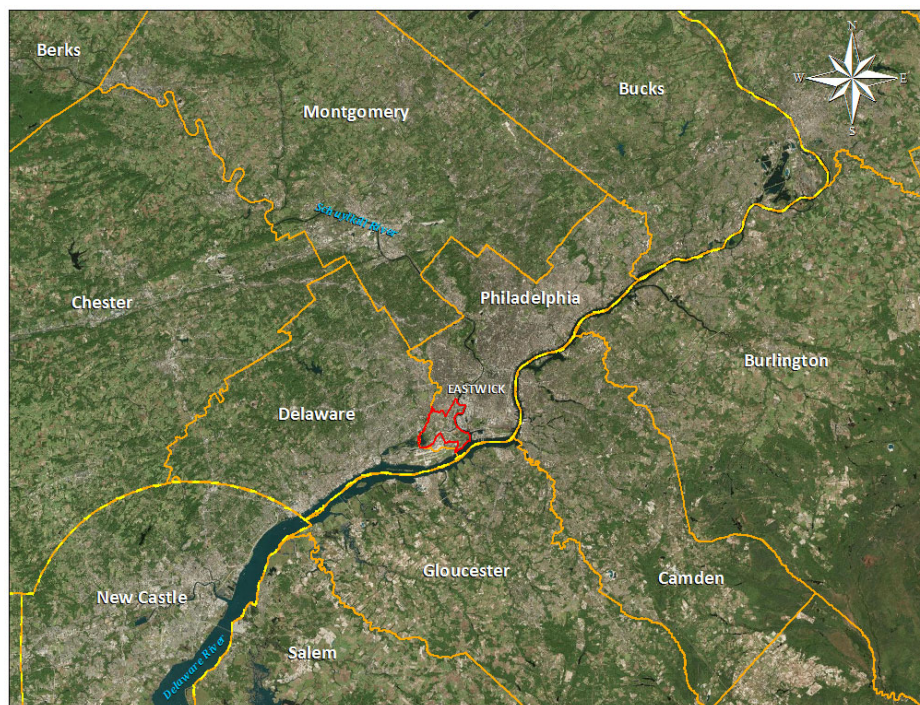 N
Berks
W
E
Bucks
Montgomery
S
Schuylkill River
Chester
Philadelphia
Burlington
EASTWICK
Delaware
Gloucester
Camden
New Castle
Salem
Delaware River